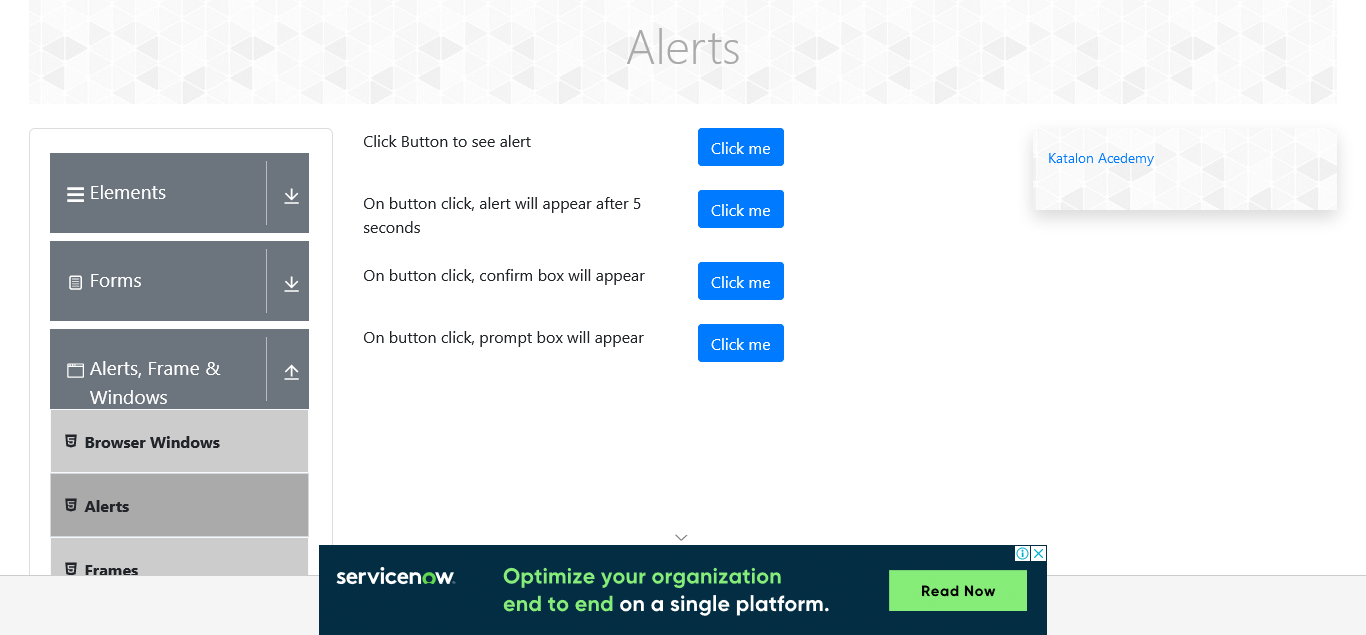 Alerts
Elements
Forms
Alerts, Frame &
Windows
Browser Windows
Alerts
Frames
Click Button to see alert
Click me
On button click, alert will appear after 5
seconds
Click me
On button click, confirm box will appear
Click me
On button click, prompt box will appear
Click me
Katalon Acedemy
servicenow
Optimize your organization
end to end on a single platform.
Read Now